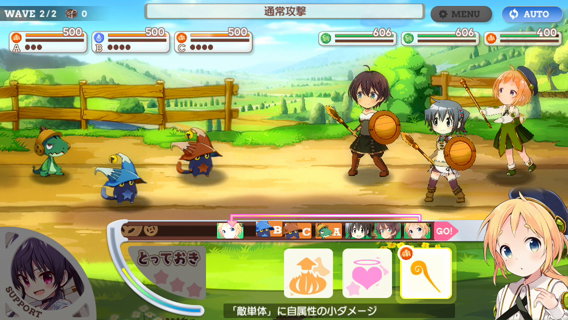 WAVE 2/2 0
通常攻撃
MENU
AUTO
500
A
500
B
500
C
606
606
400
B C A GO!
とっておき
SUPPORT
「敵単体」に自属性の小ダメージ